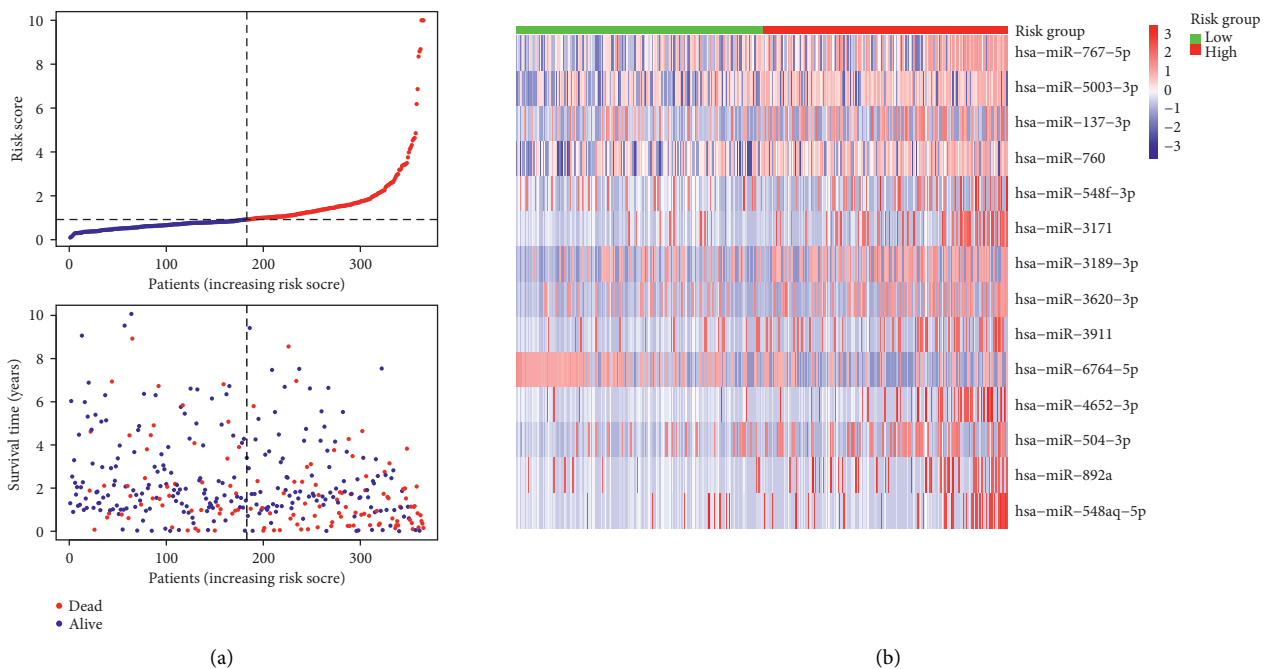 10
8
6
4
2
0
Risk score
0
100
200
300
Patients (increasing risk socre)
10
8
6
4
2
0
Survival time (years)
0
100
200
300
Patients (increasing risk socre)
Dead
Alive
(a)
Risk group
hsa−miR−767−5p
hsa−miR−5003−3p
hsa−miR−137−3p
hsa−miR−760
hsa−miR−548f−3p
hsa−miR−3171
hsa−miR−3189−3p
hsa−miR−3620−3p
hsa−miR−3911
hsa−miR−6764−5p
hsa−miR−4652−3p
hsa−miR−504−3p
hsa−miR−892a
hsa−miR−548aq−5p
3
2
1
0
−1
−2
−3
Risk group
Low
High
(b)